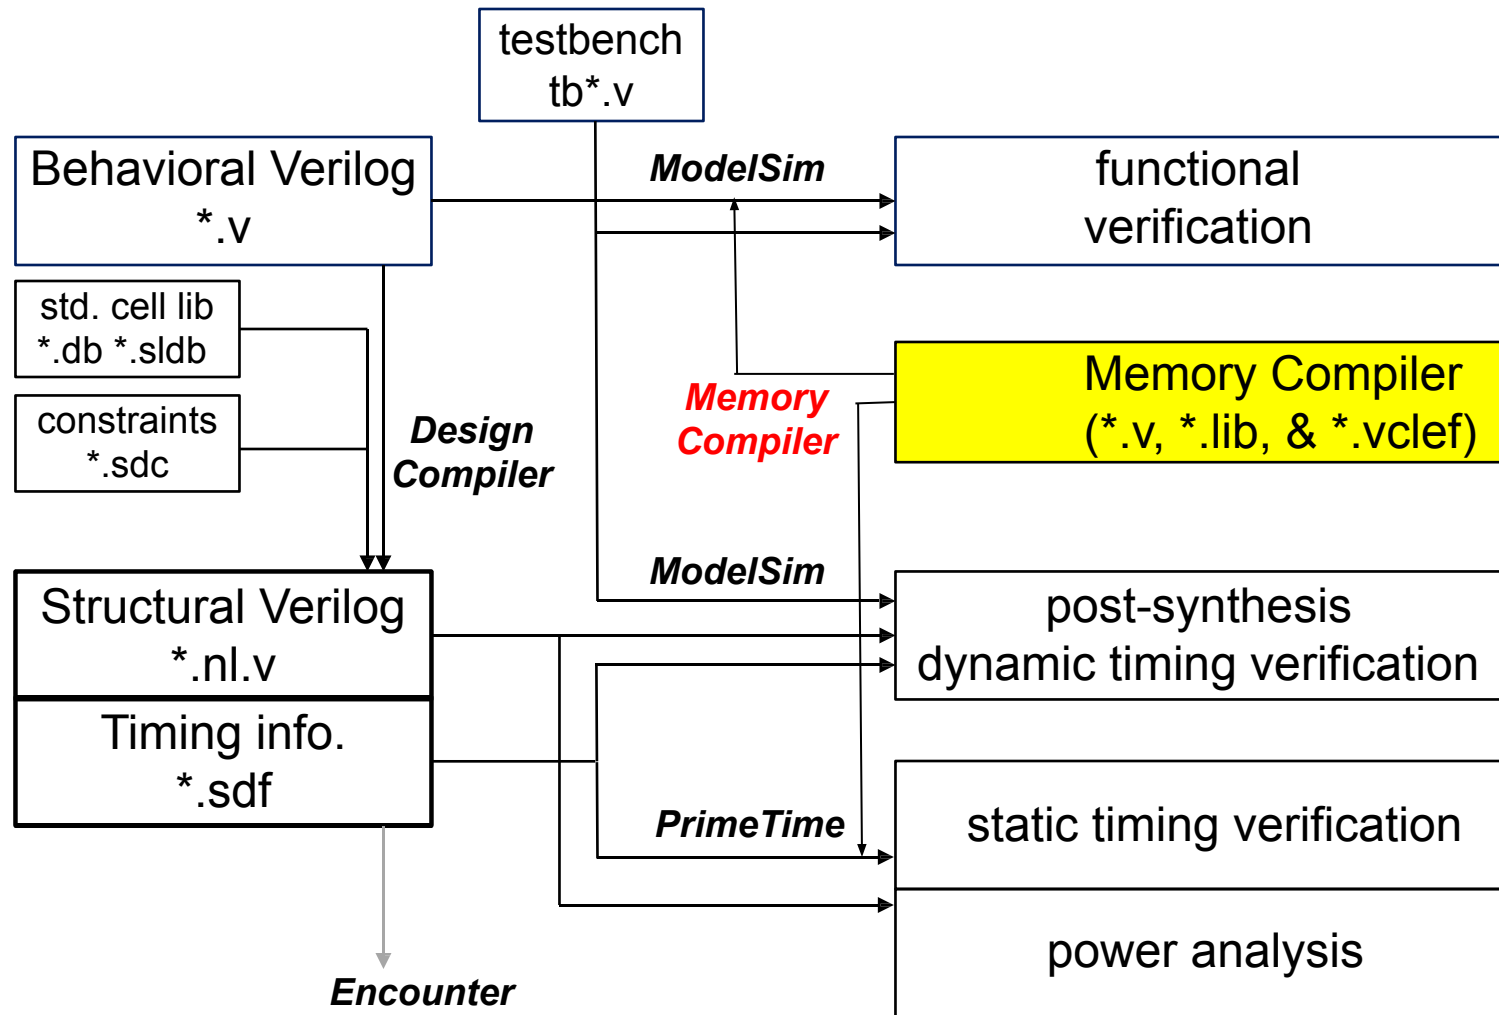 testbench
tb*.v
Behavioral Verilog
*.v
ModelSim
functional
verification
std. cell lib
*.db *.sldb
constraints
*.sdc
Design
Compiler
Memory
Compiler
Memory Compiler
(*.v, *.lib, & *.vclef)
Structural Verilog
*.nl.v
ModelSim
post-synthesis
dynamic timing verification
Timing info.
*.sdf
PrimeTime
static timing verification
power analysis
Encounter